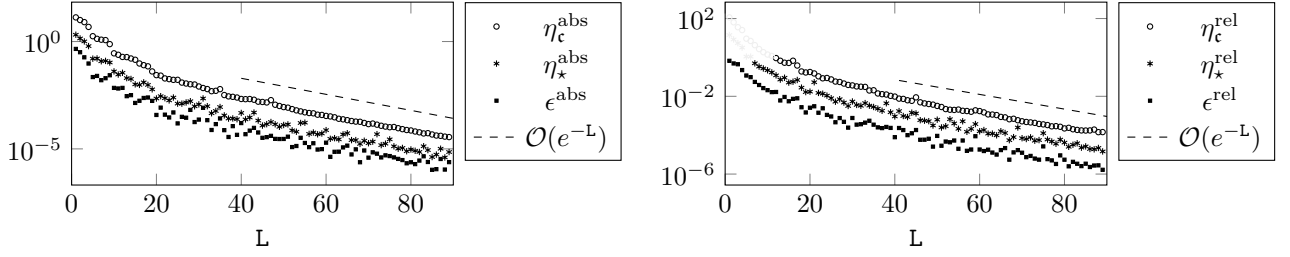 10^0
10^{-5}
0 20 40 60 80
L
η_𝔠^abs
η_⋆^abs
ϵ^abs
𝒪(e^{-L})
10^2
10^{-2}
10^{-6}
0 20 40 60 80
L
η_𝔠^rel
η_⋆^rel
ϵ^rel
𝒪(e^{-L})